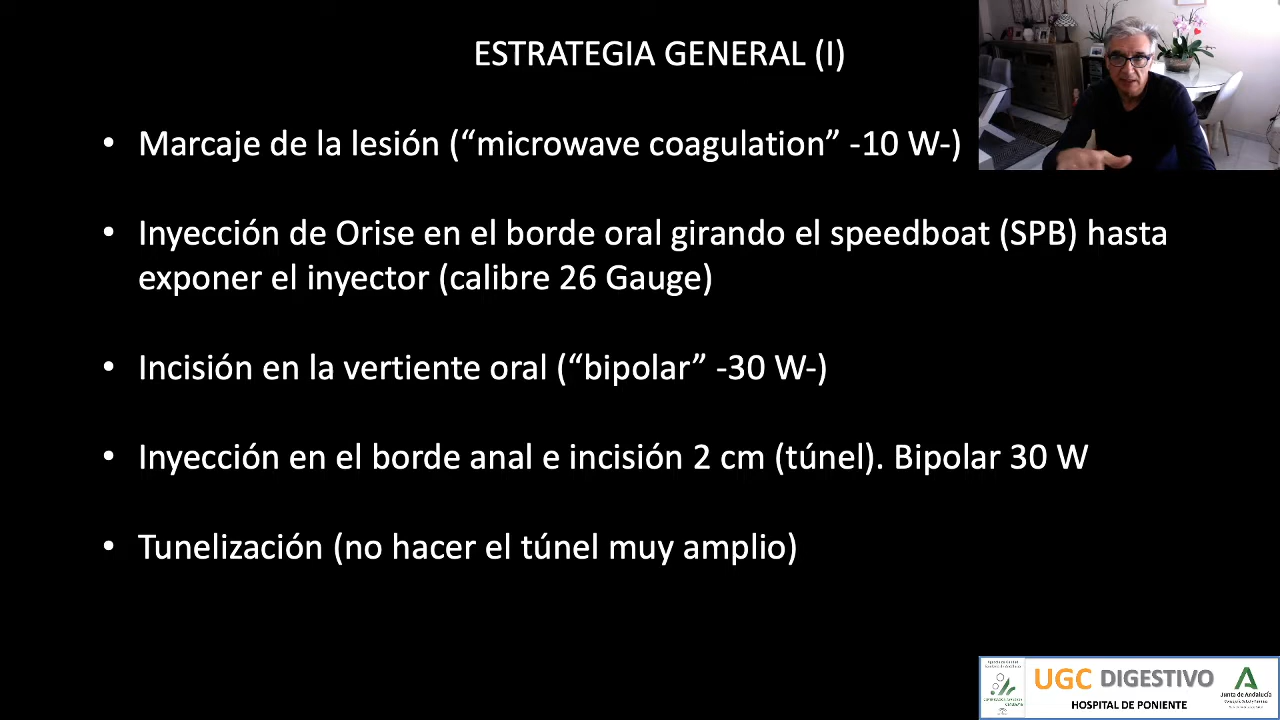 ESTRATEGIA GENERAL (I)
• Marcaje de la lesión (“microwave coagulation” -10 W-)
• Inyección de Orise en el borde oral girando el speedboat (SPB) hasta
exponer el inyector (calibre 26 Gauge)
• Incisión en la vertiente oral (“bipolar” -30 W-)
• Inyección en el borde anal e incisión 2 cm (túnel). Bipolar 30 W
• Tunelización (no hacer el túnel muy amplio)
UGC DIGESTIVO
HOSPITAL DE PONIENTE
Junta de Andalucía